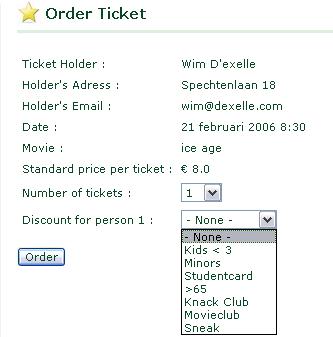 Order Ticket
Ticket Holder : Wim D'exelle
Holder's Adress : Spechtenlaan 18
Holder's Email : wim@dexelle.com
Date : 21 februari 2006 8:30
Movie : ice age
Standard price per ticket : € 8.0
Number of tickets : 1
Discount for person 1 : - None -
- None -
Kids < 3
Minors
Studentcard
>65
Knack Club
Movieclub
Sneak
Order